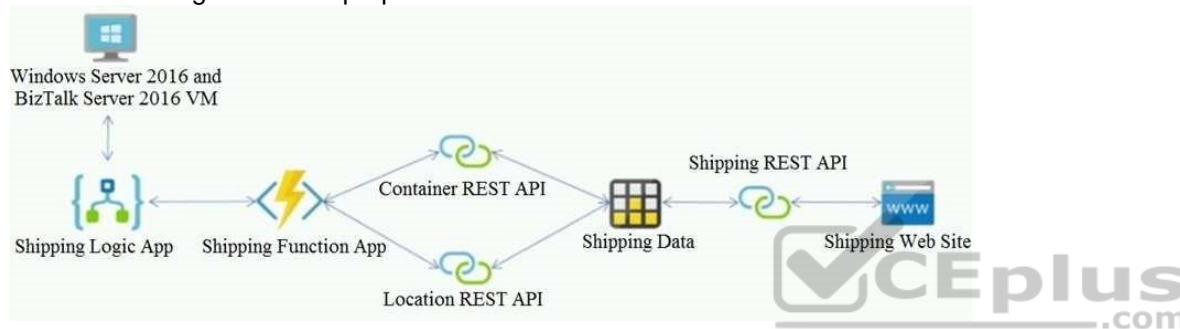 Windows Server 2016 and
BizTalk Server 2016 VM
Shipping REST API
Container REST API
www
Shipping Logic App
Shipping Function App
Shipping Data
Shipping Web Site
Location REST API
CEplus
.com